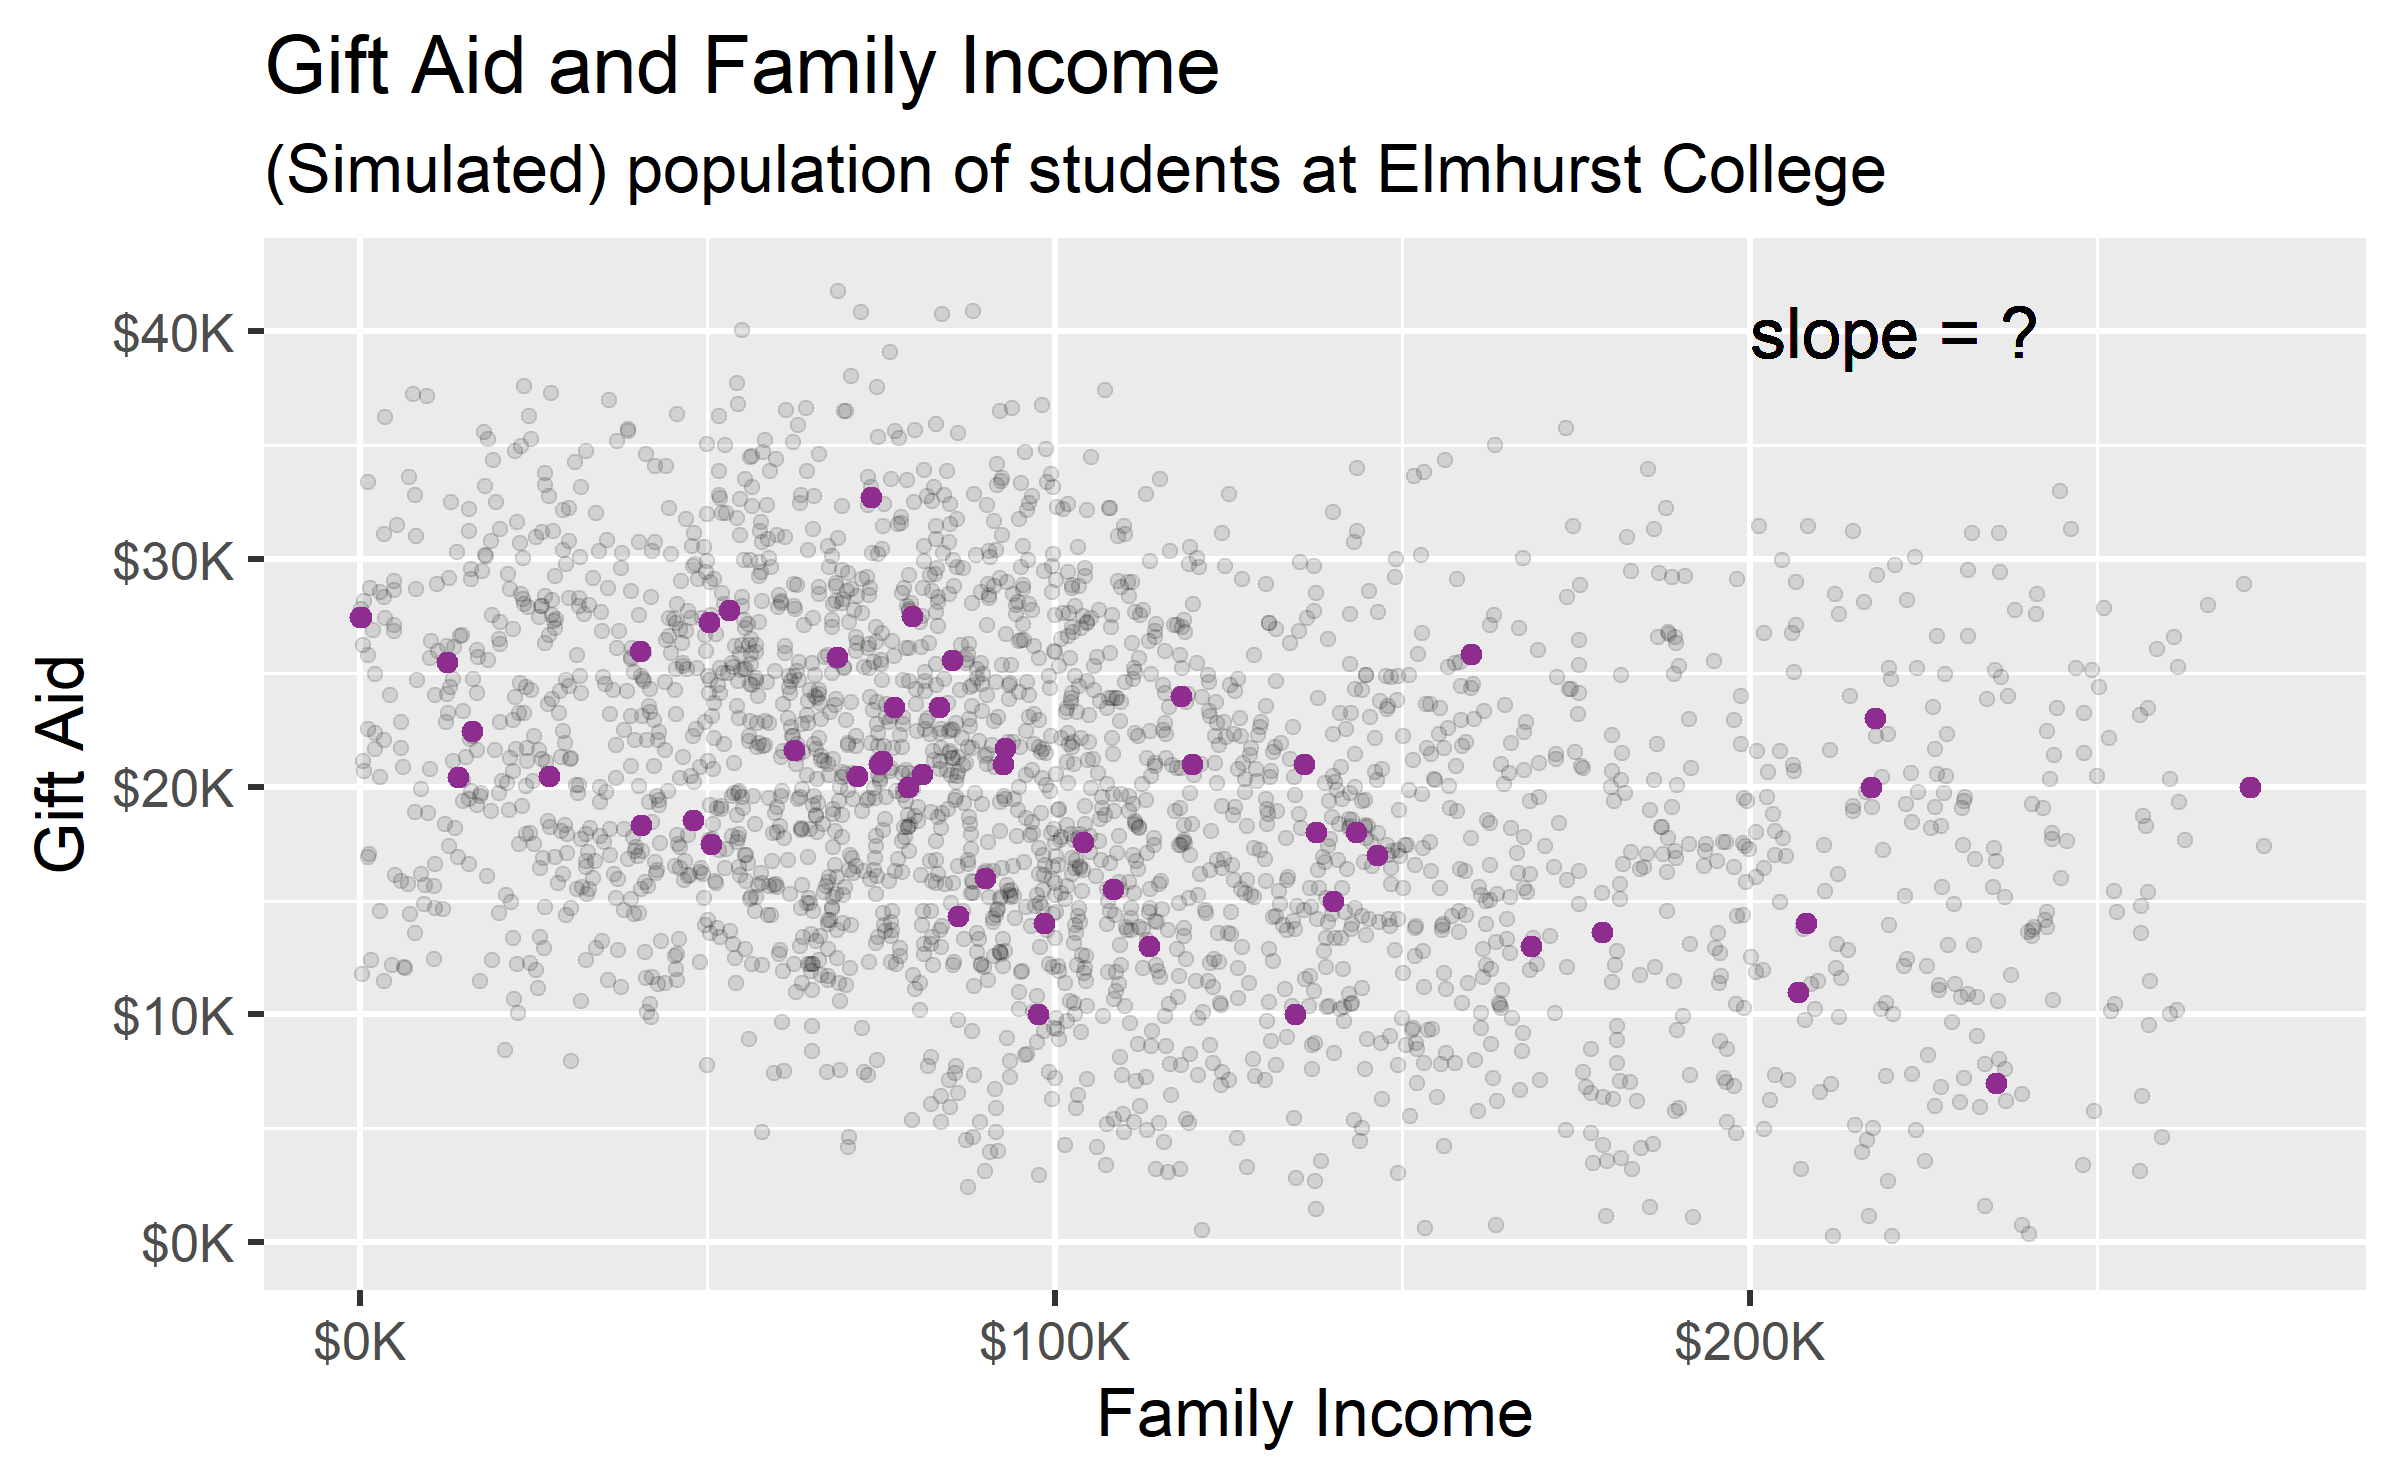 Gift Aid and Family Income
(Simulated) population of students at Elmhurst College
slope = ?
Gift Aid
$40K
$30K
$20K
$10K
$0K
$0K
$100K
$200K
Family Income